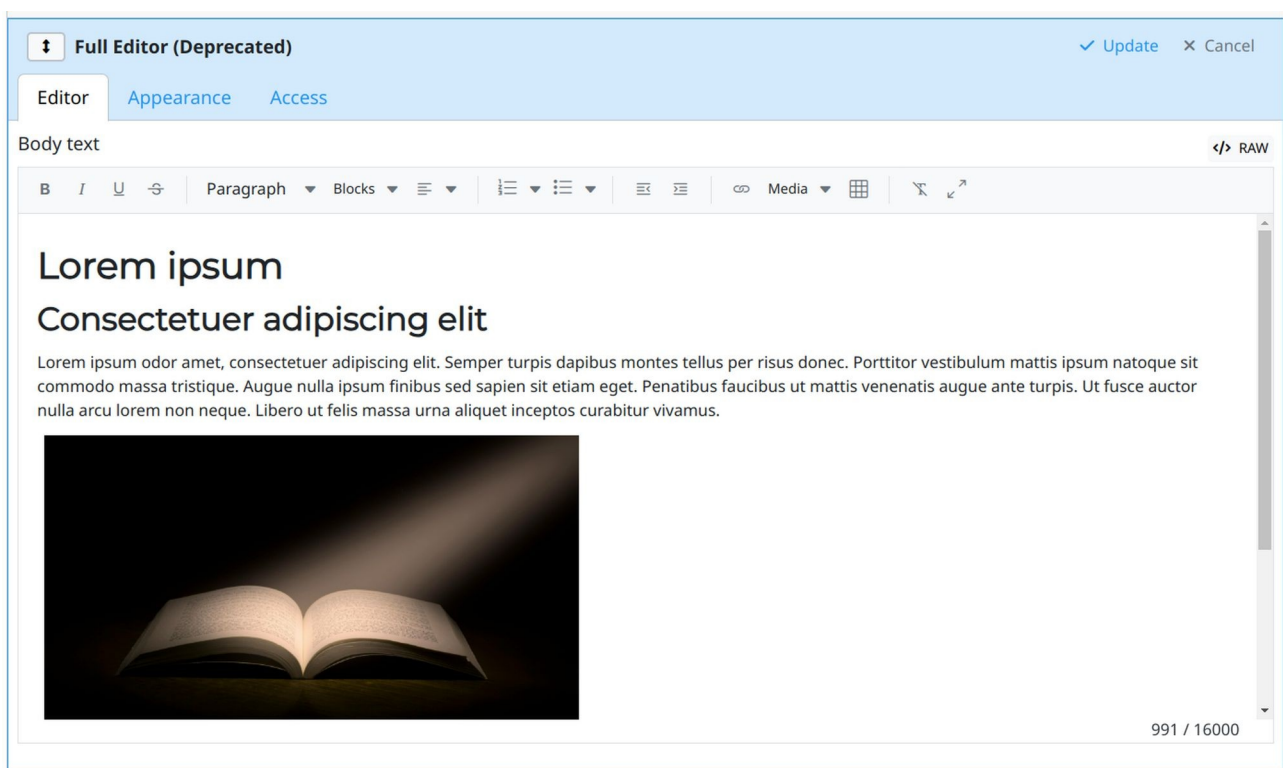 Full Editor (Deprecated)
Update
Cancel
Editor
Appearance
Access
Body text
</> RAW
B I U S Paragraph Blocks Media
Lorem ipsum
Consectetuer adipiscing elit
Lorem ipsum odor amet, consectetuer adipiscing elit. Semper turpis dapibus montes tellus per risus donec. Porttitor vestibulum mattis ipsum natoque sit
commodo massa tristique. Augue nulla ipsum finibus sed sapien sit etiam eget. Penatibus faucibus ut mattis venenatis augue ante turpis. Ut fusce auctor
nulla arcu lorem non neque. Libero ut felis massa urna aliquet inceptos curabitur vivamus.
991 / 16000